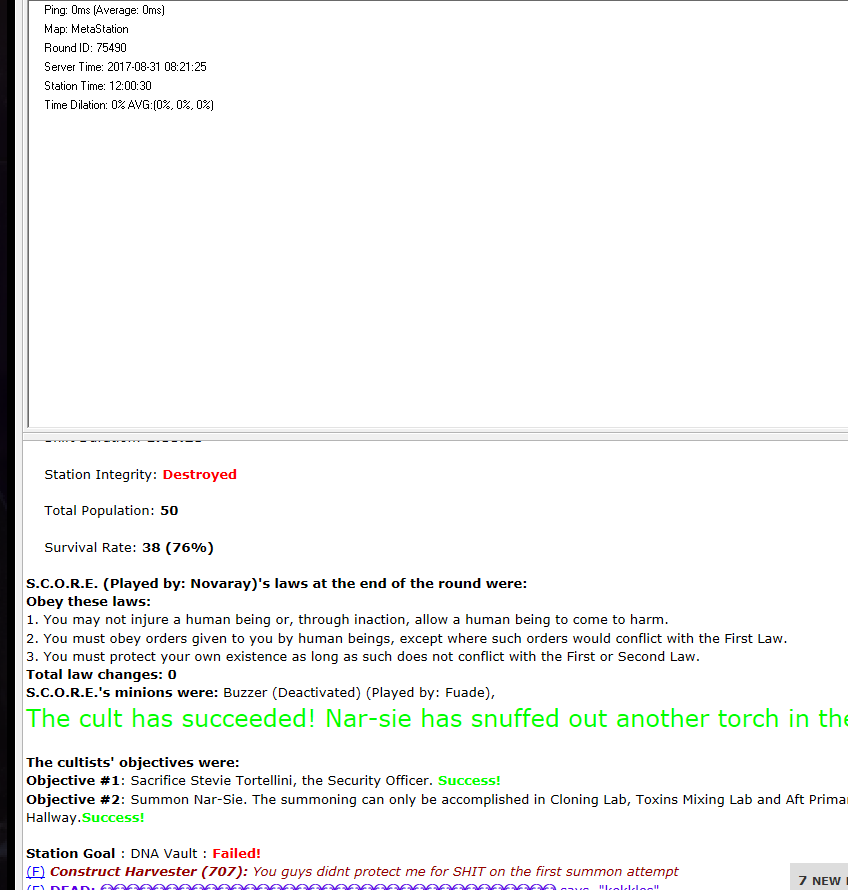 Ping: 0ms (Average: 0ms)
Map: MetaStation
Round ID: 75490
Server Time: 2017-08-31 08:21:25
Station Time: 12:00:30
Time Dilation: 0% AVG:(0%, 0%, 0%)
Station Integrity: Destroyed
Total Population: 50
Survival Rate: 38 (76%)
S.C.O.R.E. (Played by: Novaray)'s laws at the end of the round were:
Obey these laws:
1. You may not injure a human being or, through inaction, allow a human being to come to harm.
2. You must obey orders given to you by human beings, except where such orders would conflict with the First Law.
3. You must protect your own existence as long as such does not conflict with the First or Second Law.
Total law changes: 0
S.C.O.R.E.'s minions were: Buzzer (Deactivated) (Played by: Fuade),
The cult has succeeded! Nar-sie has snuffed out another torch in the
The cultists' objectives were:
Objective #1: Sacrifice Stevie Tortellini, the Security Officer. Success!
Objective #2: Summon Nar-Sie. The summoning can only be accomplished in Cloning Lab, Toxins Mixing Lab and Aft Prima
Hallway.Success!
Station Goal : DNA Vault : Failed!
(F) Construct Harvester (707): You guys didnt protect me for SHIT on the first summon attempt
7 NEW
(F) DEAD: says, "kekkles"